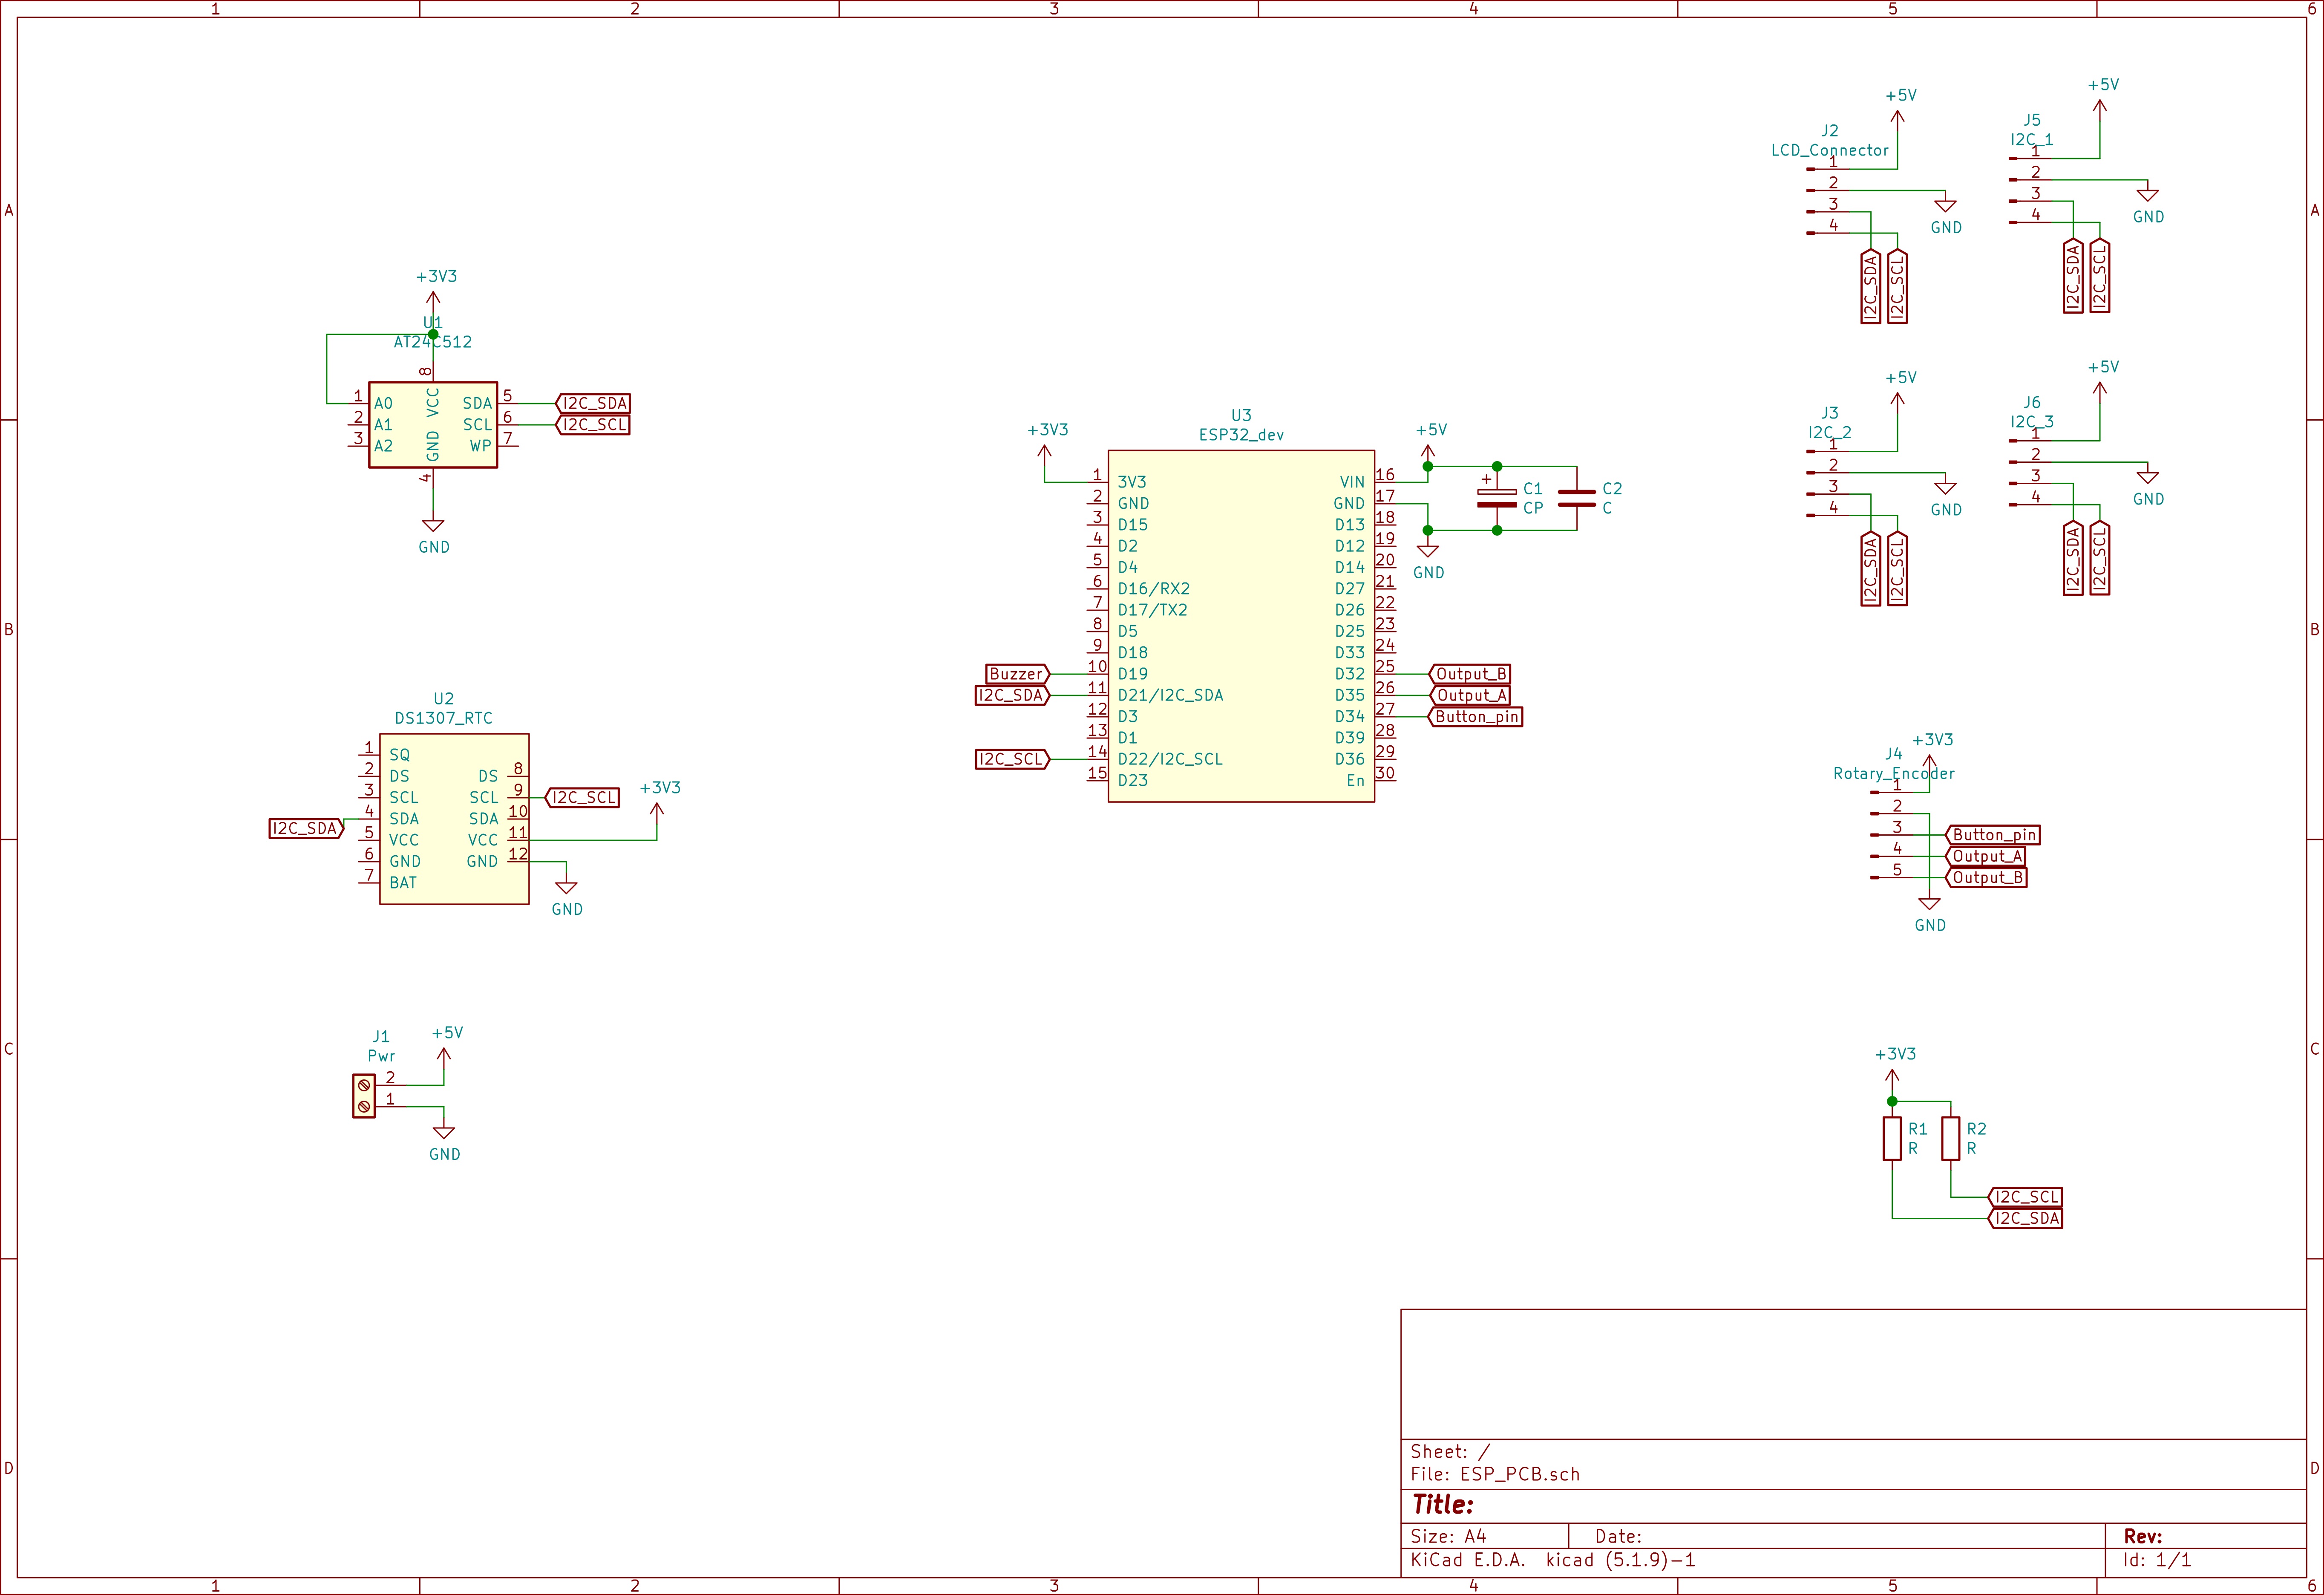 1 2 3 4 5 6
A
B
C
D
A
B
C
D
1 2 3 4 5 6
+3V3
U1
AT24C512
8
VCC
1 A0
2 A1
3 A2
SDA 5 I2C_SDA
SCL 6 I2C_SCL
WP 7
GND
4
GND
U2
DS1307_RTC
1 SQ
2 DS
3 SCL
I2C_SDA 4 SDA
5 VCC
6 GND
7 BAT
DS 8
SCL 9 I2C_SCL
SDA 10
VCC 11
GND 12
+3V3
GND
J1
Pwr
+5V
2
1
GND
U3
ESP32_dev
+3V3
1 3V3
2 GND
3 D15
4 D2
5 D4
6 D16/RX2
7 D17/TX2
8 D5
9 D18
Buzzer 10 D19
I2C_SDA 11 D21/I2C_SDA
12 D3
13 D1
I2C_SCL 14 D22/I2C_SCL
15 D23
+5V
VIN 16
GND 17
D13 18
D12 19
D14 20
D27 21
D26 22
D25 23
D33 24
D32 25 Output_B
D35 26 Output_A
D34 27 Button_pin
D39 28
D36 29
En 30
+
C1
CP
C2
C
GND
+5V
J2
LCD_Connector
1
2
3
4
GND
I2C_SDA
I2C_SCL
+5V
J5
I2C_1
1
2
3
4
GND
I2C_SDA
I2C_SCL
+5V
J3
I2C_2
1
2
3
4
GND
I2C_SDA
I2C_SCL
+5V
J6
I2C_3
1
2
3
4
GND
I2C_SDA
I2C_SCL
+3V3
J4
Rotary_Encoder
1
2
3 Button_pin
4 Output_A
5 Output_B
GND
+3V3
R1
R
R2
R
I2C_SCL
I2C_SDA
Sheet: /
File: ESP_PCB.sch
Title:
Size: A4 Date: Rev:
KiCad E.D.A. kicad (5.1.9)-1 Id: 1/1